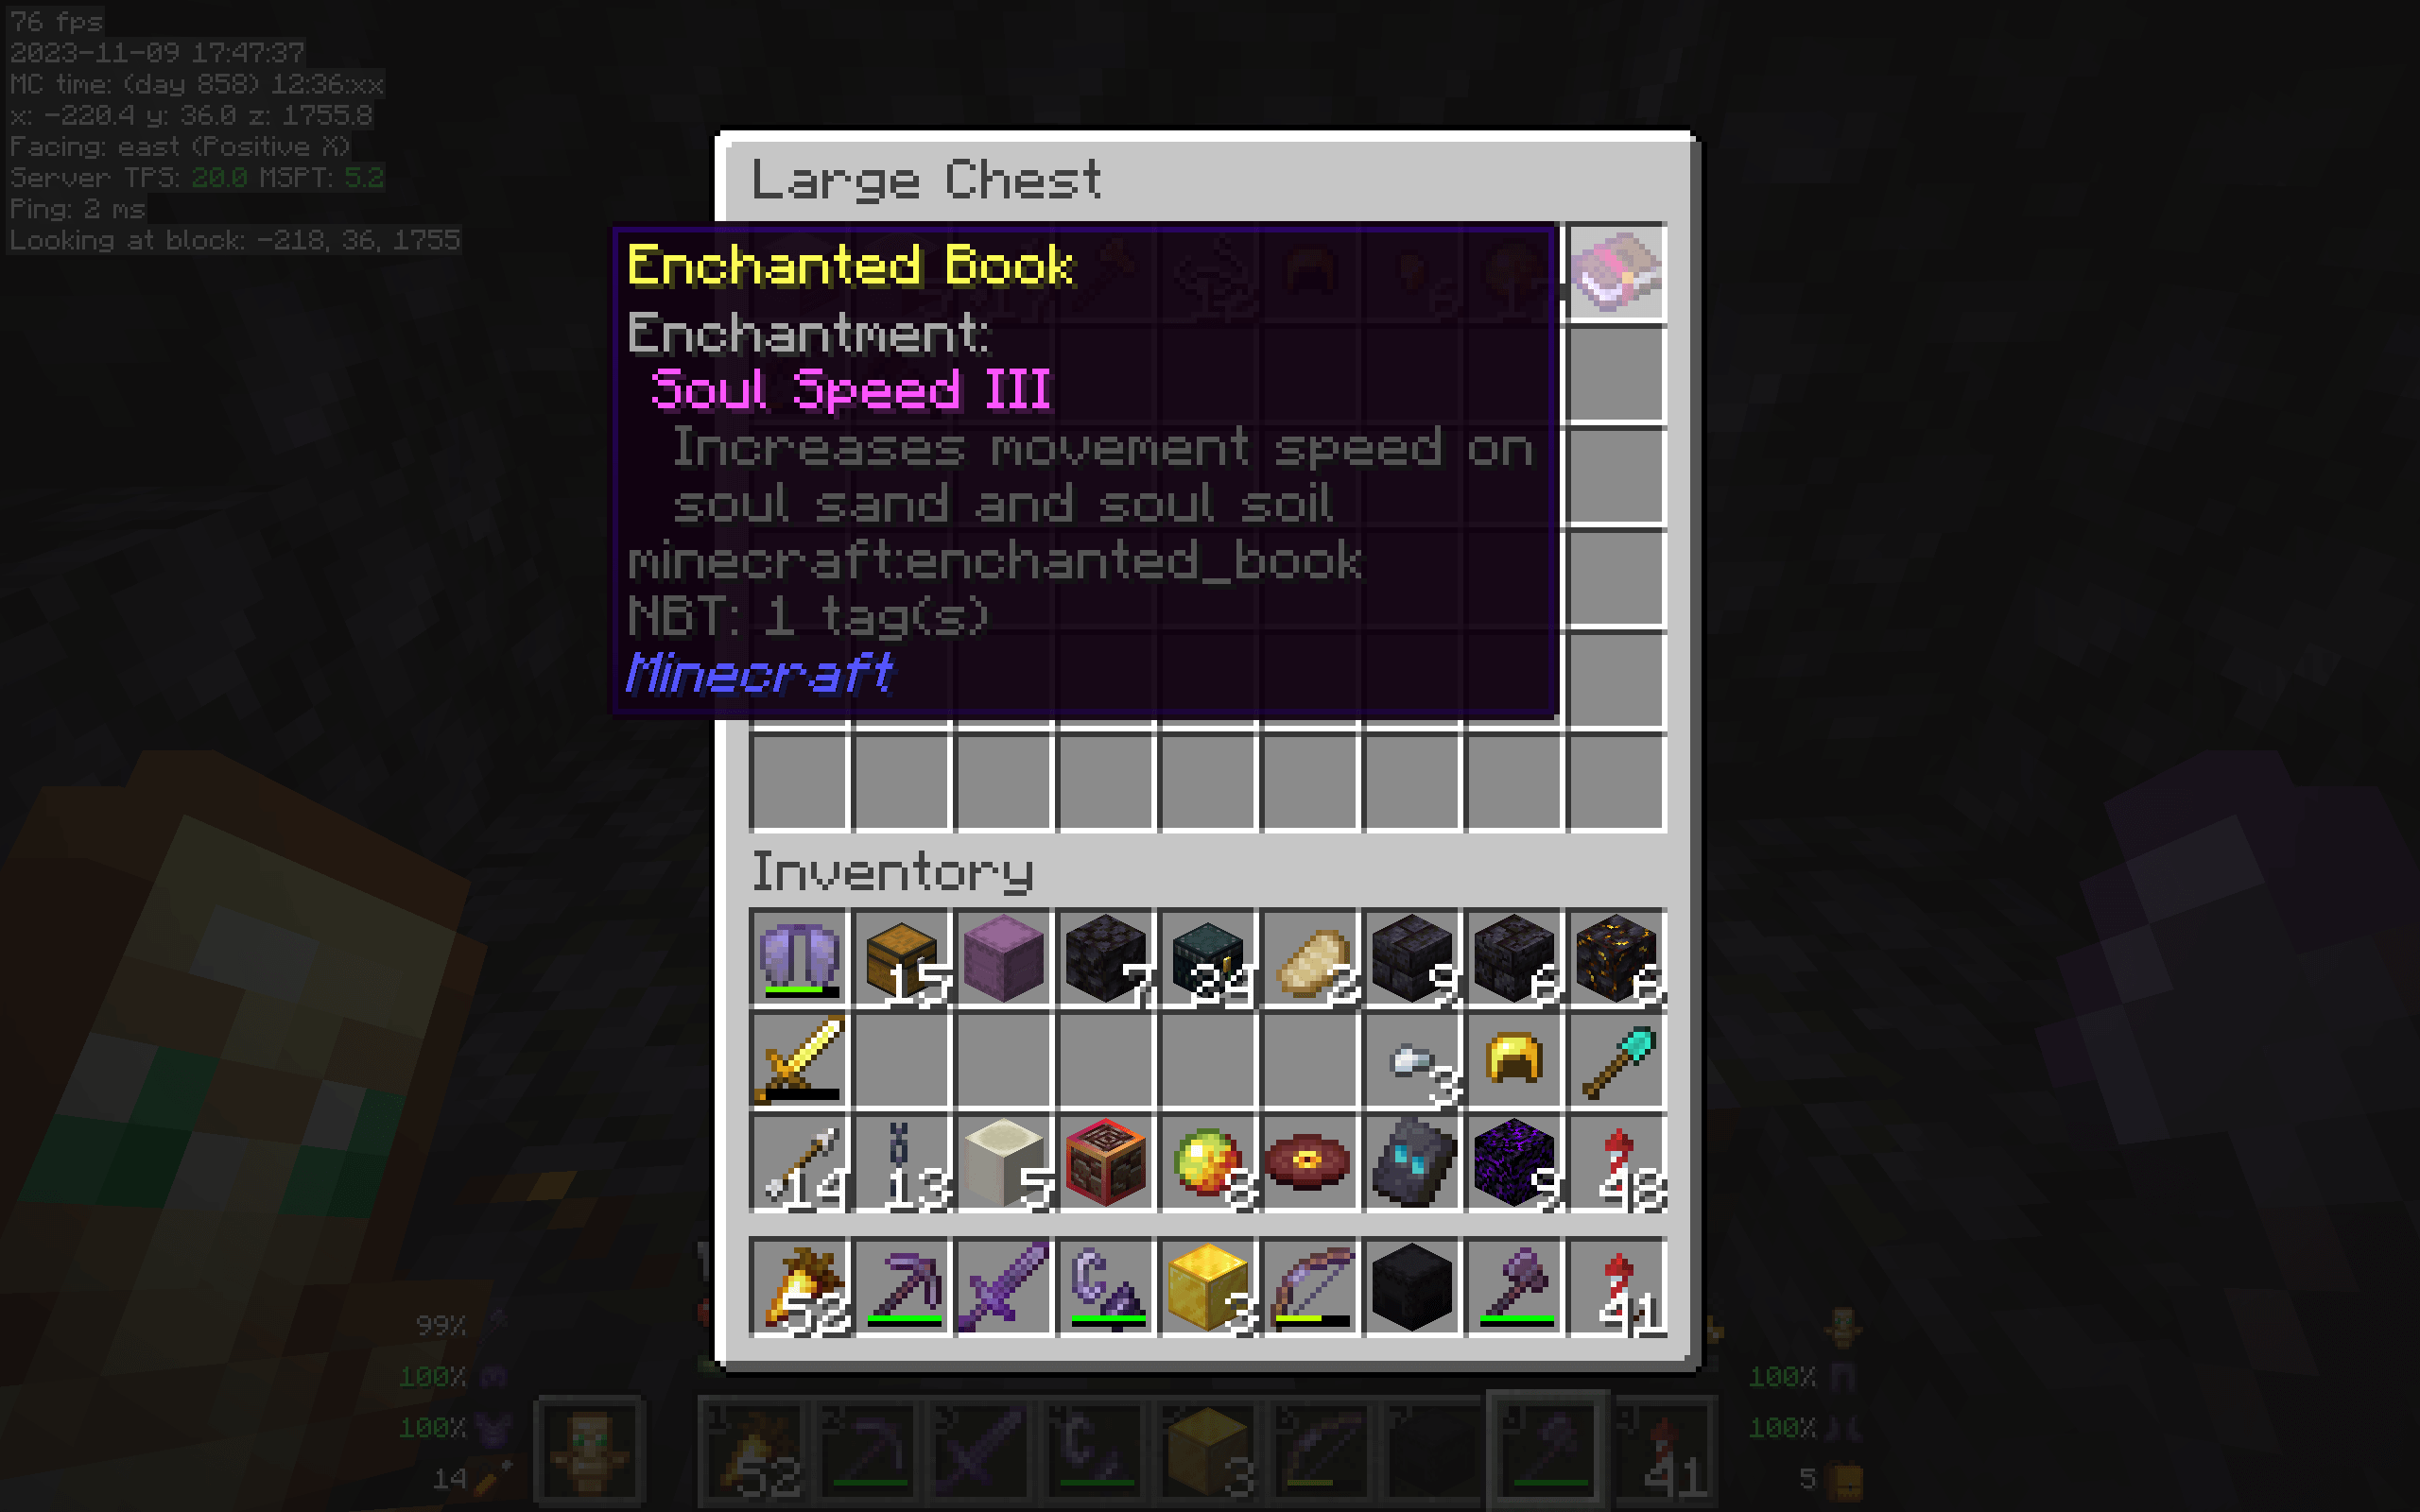 76 fps
2023-11-09 17:47:37
MC time: (day 858) 12:36:xx
x: -220.4 y: 36.0 z: 1755.8
Facing: east (Positive X)
Server TPS: 20.0 MSPT: 5.2
Ping: 2 ms
Looking at block: -218, 36, 1755
Large Chest
Enchanted Book
Enchantment:
Soul Speed III
Increases movement speed on
soul sand and soul soil
minecraft:enchanted_book
NBT: 1 tag(s)
Minecraft
Inventory
15 7 24 2 9 6 6
3
14 13 5 8 9 48
52 3 41
99%
100% 100%
100% 100%
14 52 3 41 5